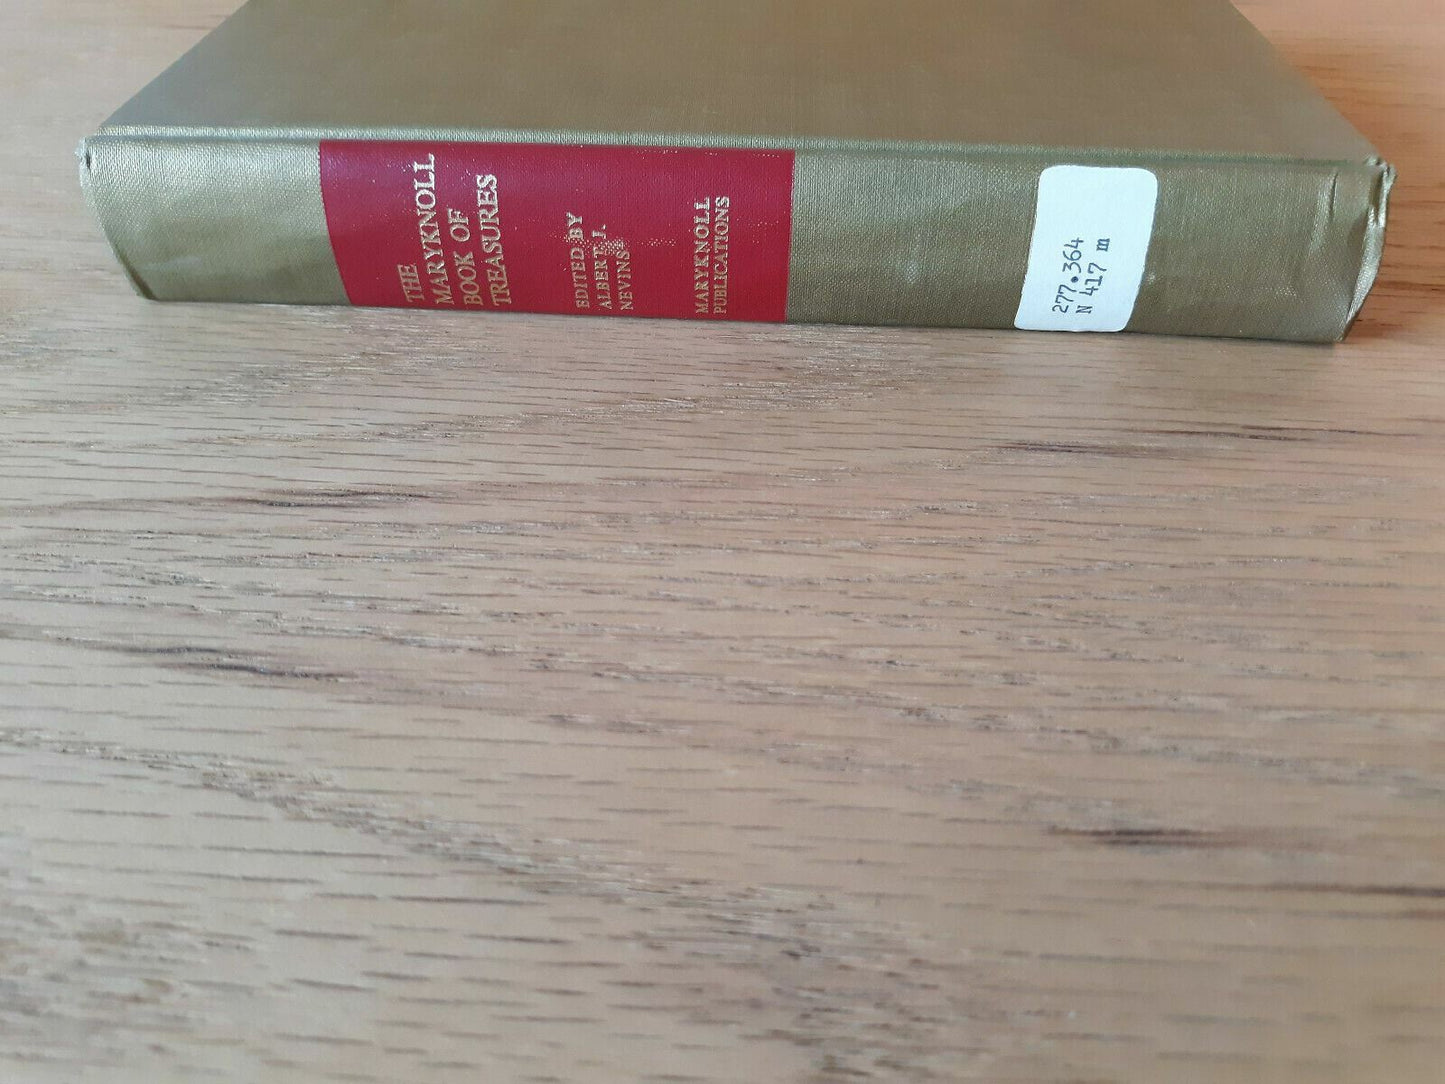 THE
MARYKNOLL
BOOK OF
TREASURES
EDITED BY
ALBERT J.
NEVINS
MARYKNOLL
PUBLICATIONS
277.364
N 417 m